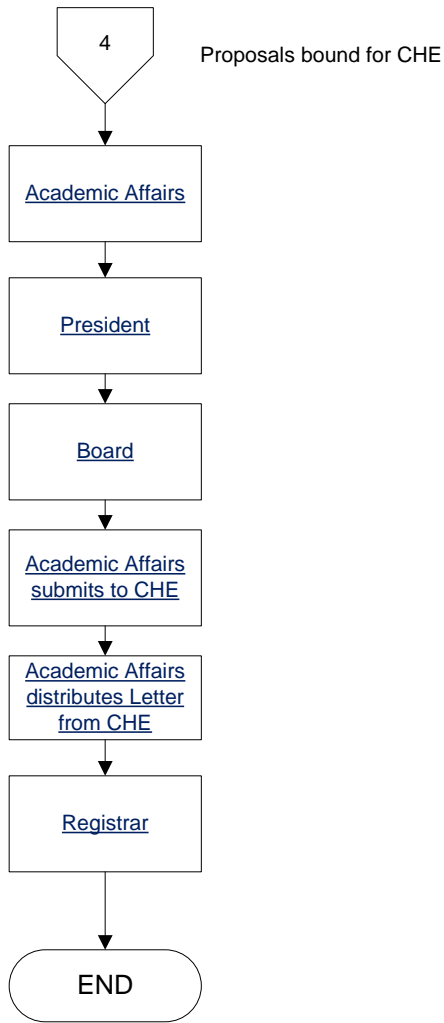 4
Proposals bound for CHE
Academic Affairs
President
Board
Academic Affairs
submits to CHE
Academic Affairs
distributes Letter
from CHE
Registrar
END